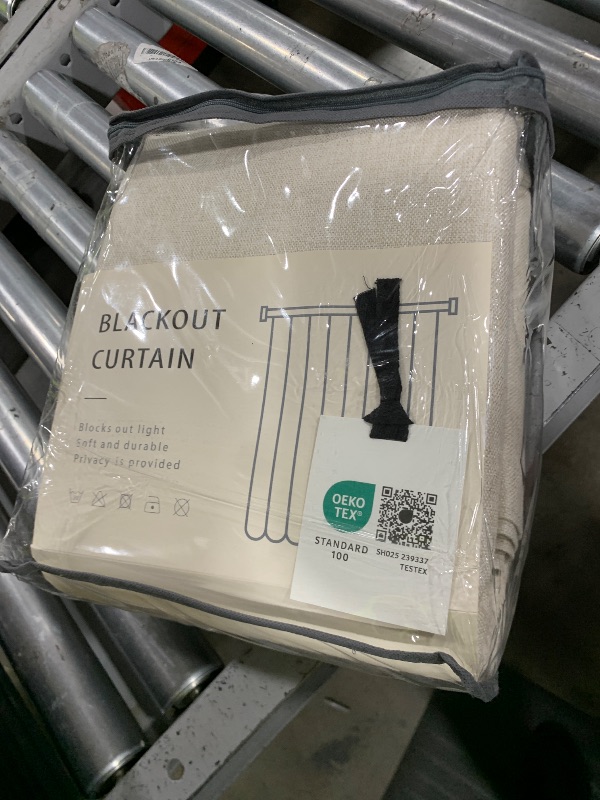 BLACKOUT
CURTAIN
Blocks out light
Soft and durable
Privacy is provided
OEKO
TEX®
STANDARD
100
SH025 239337
TESTEX